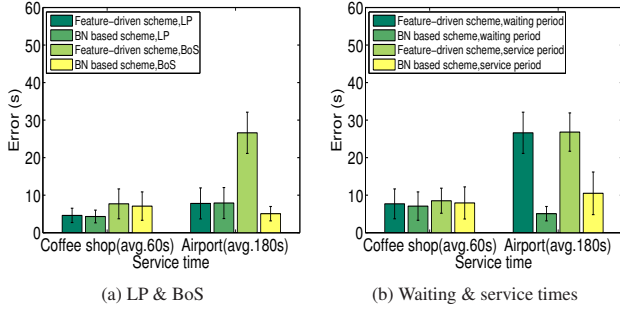 60
50
40
30
20
10
0
Error (s)
Feature-driven scheme,LP
BN based scheme,LP
Feature-driven scheme,BoS
BN based scheme,BoS
Coffee shop(avg.60s) Airport(avg.180s)
Service time
(a) LP & BoS
60
50
40
30
20
10
0
Error (s)
Feature-driven scheme,waiting period
BN based scheme,waiting period
Feature-driven scheme,service period
BN based scheme,service period
Coffee shop(avg.60s) Airport(avg.180s)
Service time
(b) Waiting & service times